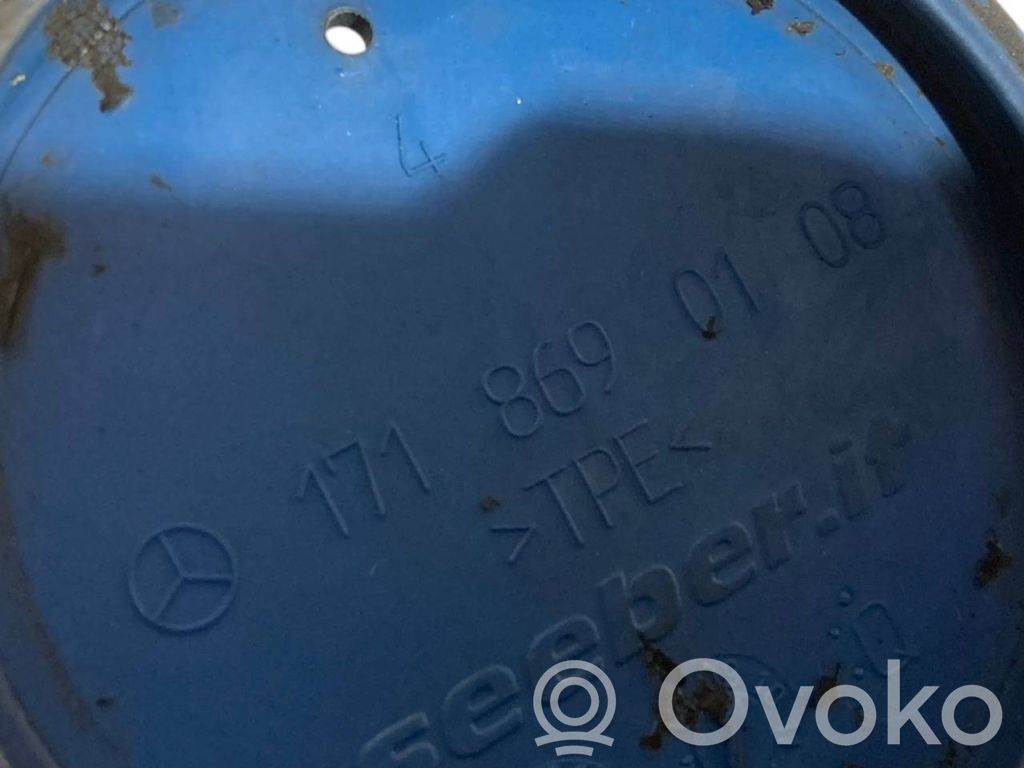 4
171 869 01 08
>TPE<
seeber.it
Ovoko